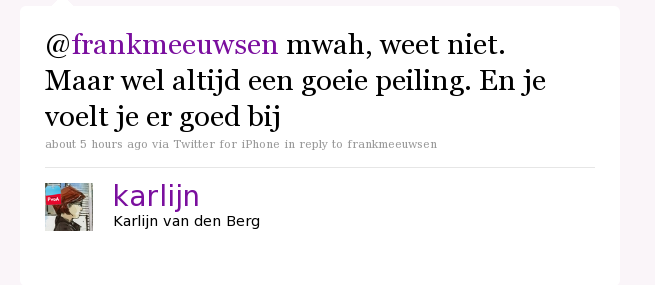 @frankmeeuwsen mwah, weet niet.
Maar wel altijd een goeie peiling. En je
voelt je er goed bij
about 5 hours ago via Twitter for iPhone in reply to frankmeeuwsen
karlijn
Karlijn van den Berg